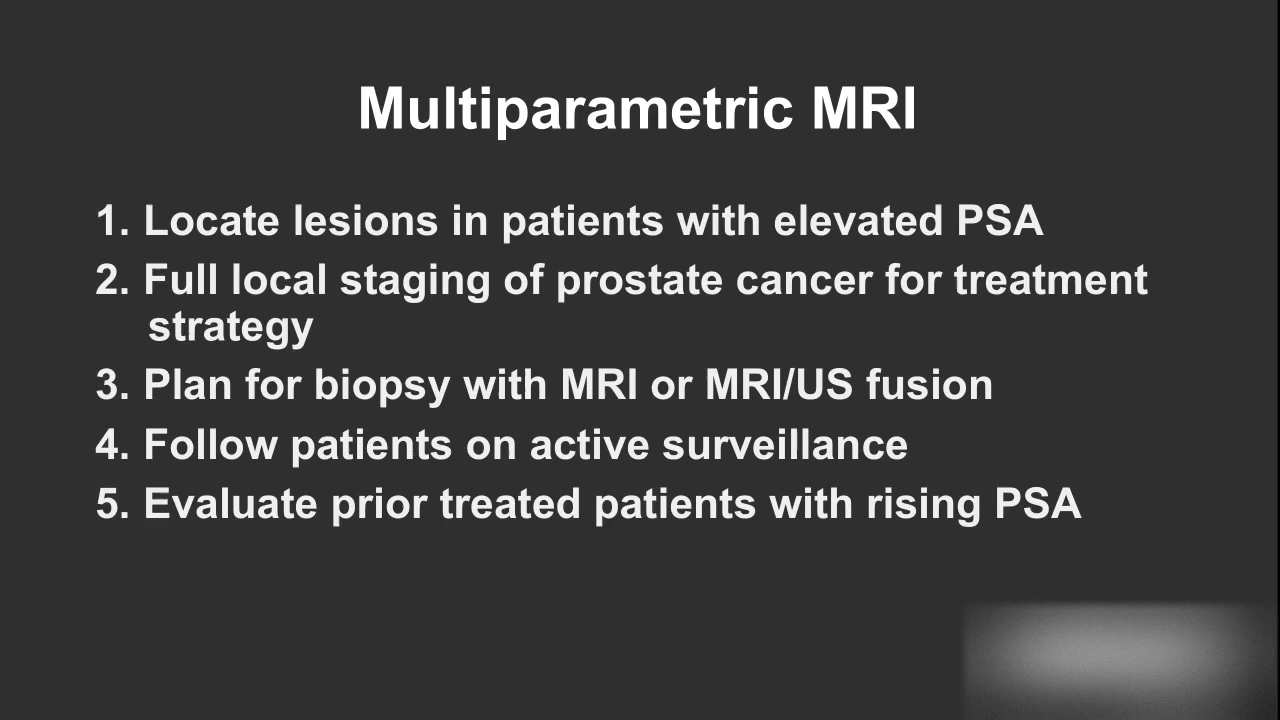 Multiparametric MRI
1. Locate lesions in patients with elevated PSA
2. Full local staging of prostate cancer for treatment
strategy
3. Plan for biopsy with MRI or MRI/US fusion
4. Follow patients on active surveillance
5. Evaluate prior treated patients with rising PSA